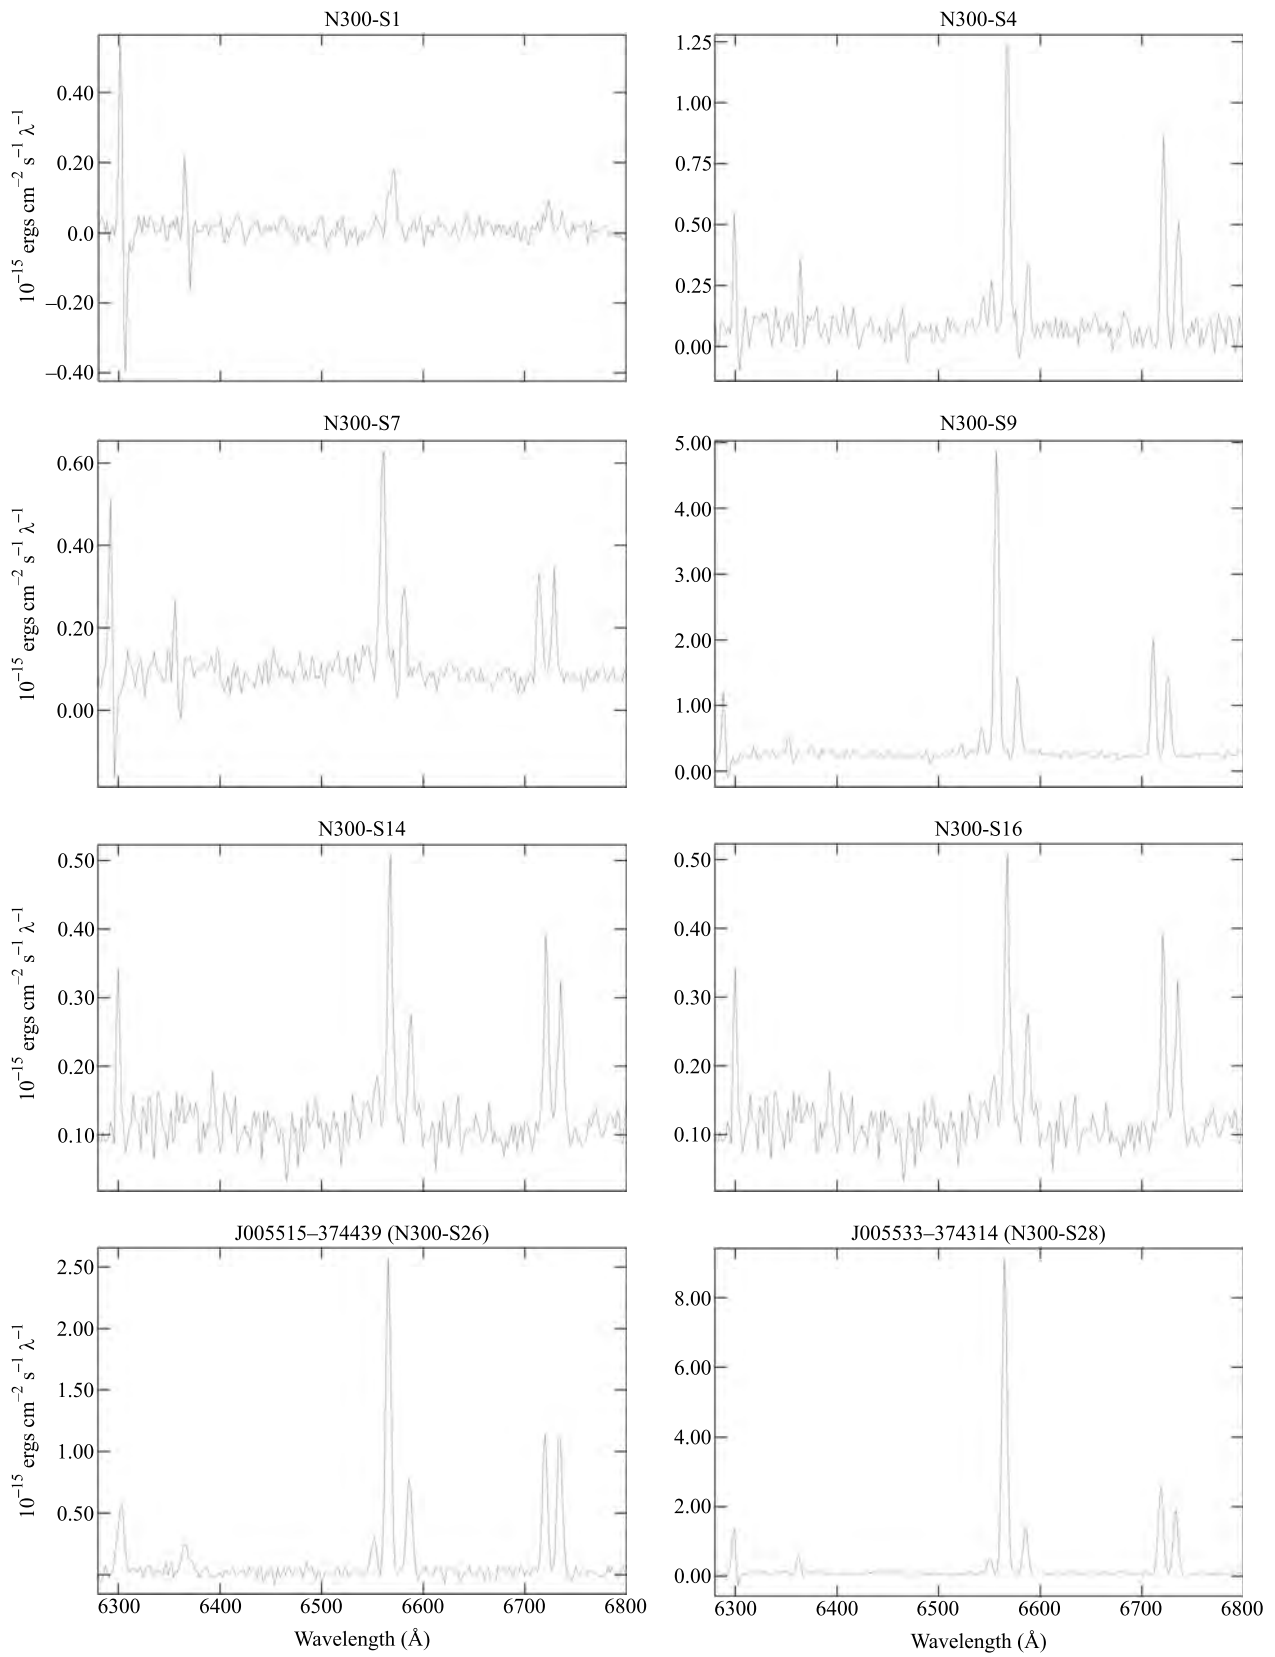 N300-S1
N300-S4
0.40
0.20
0.0
–0.20
–0.40
10−15 ergs cm−2 s−1 λ−1
1.25
1.00
0.75
0.50
0.25
0.00
N300-S7
N300-S9
0.60
0.40
0.20
0.00
10−15 ergs cm−2 s−1 λ−1
5.00
4.00
3.00
2.00
1.00
0.00
N300-S14
N300-S16
0.50
0.40
0.30
0.20
0.10
10−15 ergs cm−2 s−1 λ−1
0.50
0.40
0.30
0.20
0.10
J005515–374439 (N300-S26)
J005533–374314 (N300-S28)
2.50
2.00
1.50
1.00
0.50
10−15 ergs cm−2 s−1 λ−1
8.00
6.00
4.00
2.00
0.00
6300 6400 6500 6600 6700 6800
6300 6400 6500 6600 6700 6800
Wavelength (Å)
Wavelength (Å)